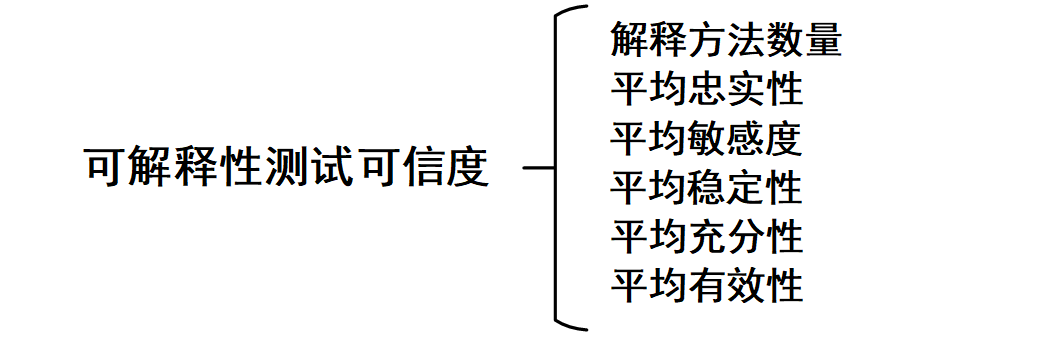 可解释性测试可信度
解释方法数量
平均忠实性
平均敏感度
平均稳定性
平均充分性
平均有效性